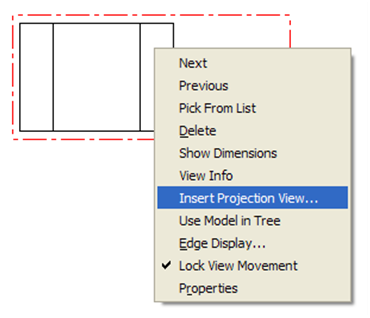 Next
Previous
Pick From List
Delete
Show Dimensions
View Info
Insert Projection View...
Use Model in Tree
Edge Display...
Lock View Movement
Properties